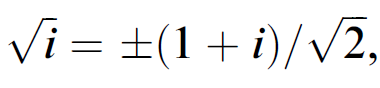 √i = ±(1 + i)/√2,